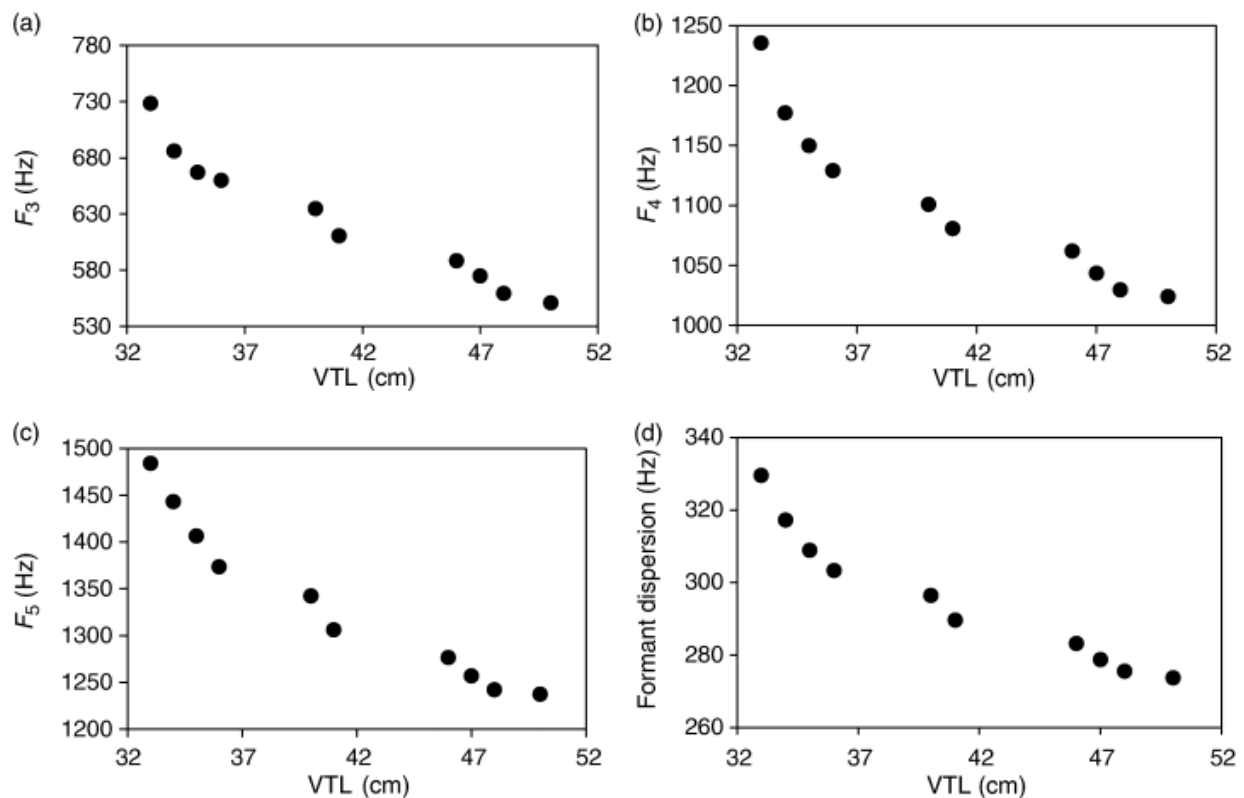 (a)
780
730
680
630
580
530
F3 (Hz)
32 37 42 47 52
VTL (cm)
(b)
1250
1200
1150
1100
1050
1000
F4 (Hz)
32 37 42 47 52
VTL (cm)
(c)
1500
1450
1400
1350
1300
1250
1200
F5 (Hz)
32 37 42 47 52
VTL (cm)
(d)
340
320
300
280
260
Formant dispersion (Hz)
32 37 42 47 52
VTL (cm)